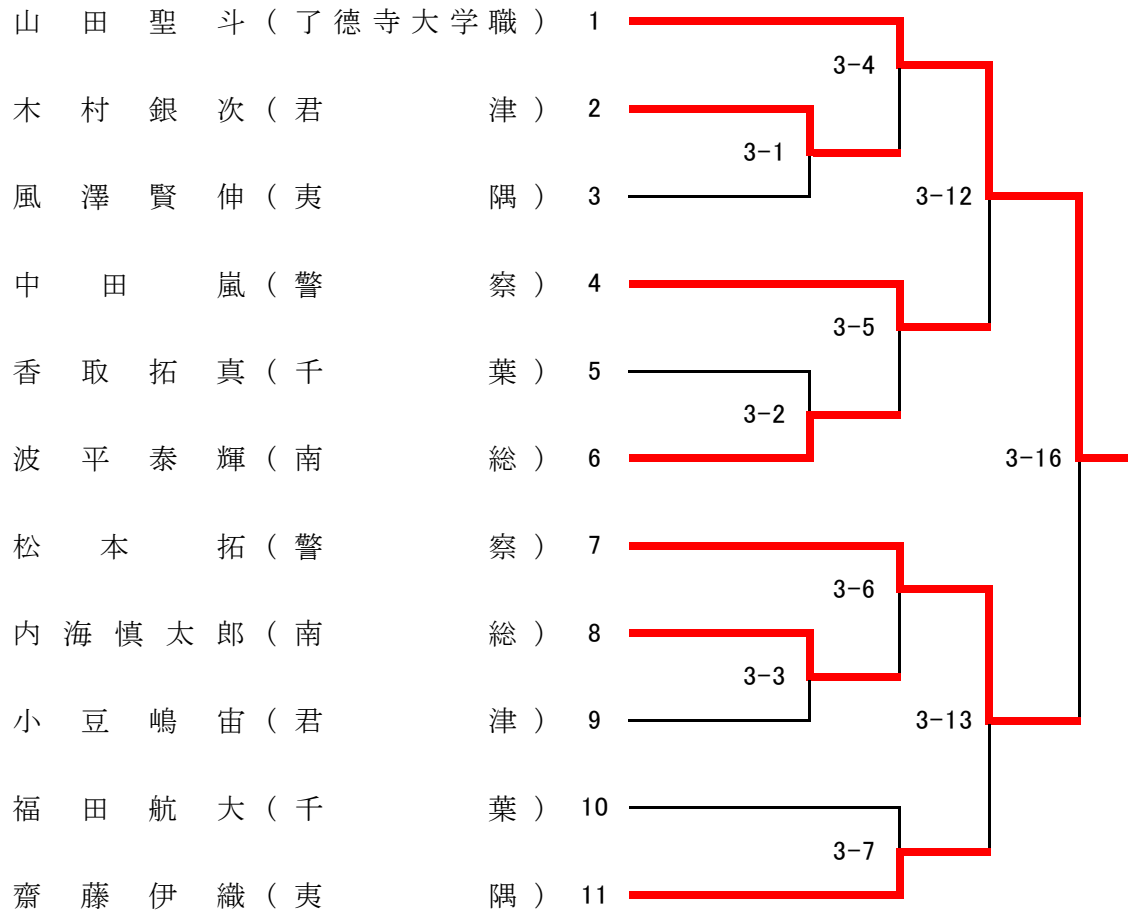 山田聖斗(了德寺大学職) 1
3-4
木村銀次(君津) 2
3-1
風澤賢伸(夷隅) 3
3-12
中田嵐(警察) 4
3-5
香取拓真(千葉) 5
3-2
波平泰輝(南総) 6
3-16
松本拓(警察) 7
3-6
内海慎太郎(南総) 8
3-3
小豆嶋宙(君津) 9
3-13
福田航大(千葉) 10
3-7
齋藤伊織(夷隅) 11